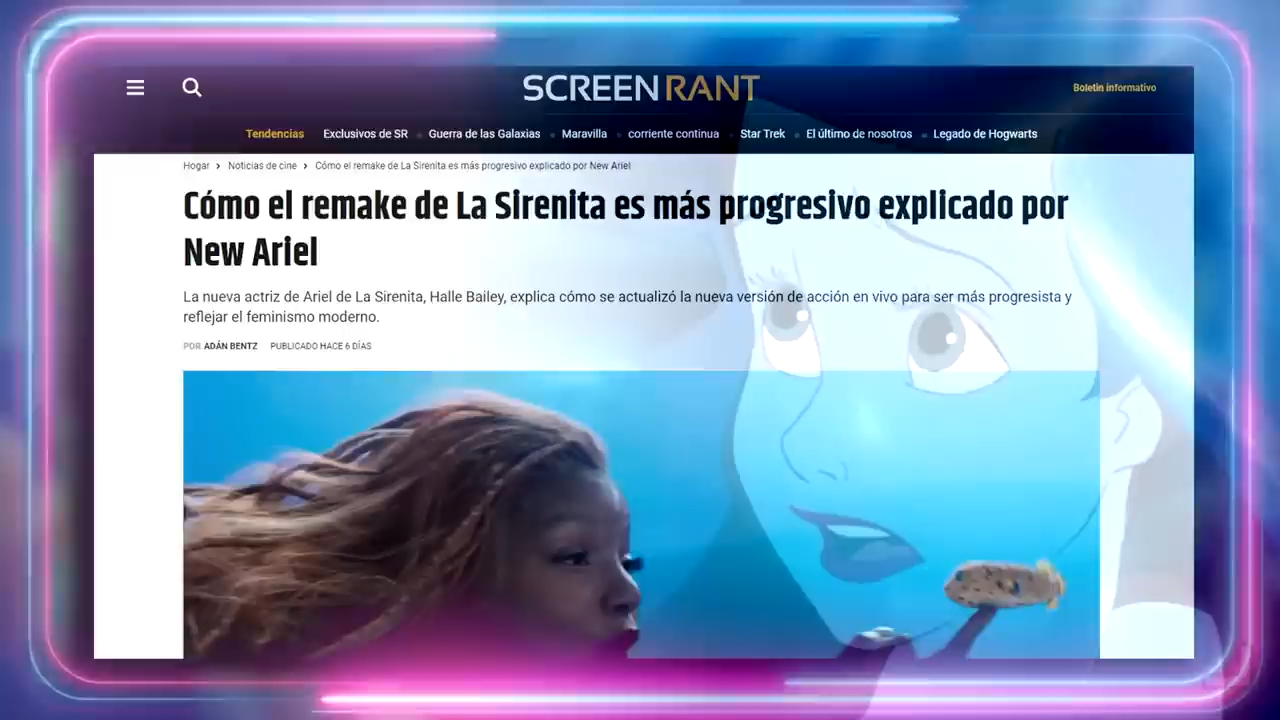 SCREENRANT
Boletin informativo
Tendencias Exclusivos de SR Guerra de las Galaxias Maravilla corriente continua Star Trek El último de nosotros Legado de Hogwarts
Hogar > Noticias de cine > Cómo el remake de La Sirenita es más progresivo explicado por New Ariel
Cómo el remake de La Sirenita es más progresivo explicado por
New Ariel
La nueva actriz de Ariel de La Sirenita, Halle Bailey, explica cómo se actualizó la nueva versión de acción en vivo para ser más progresista y
reflejar el feminismo moderno.
POR ADÁN BENTZ PUBLICADO HACE 6 DÍAS